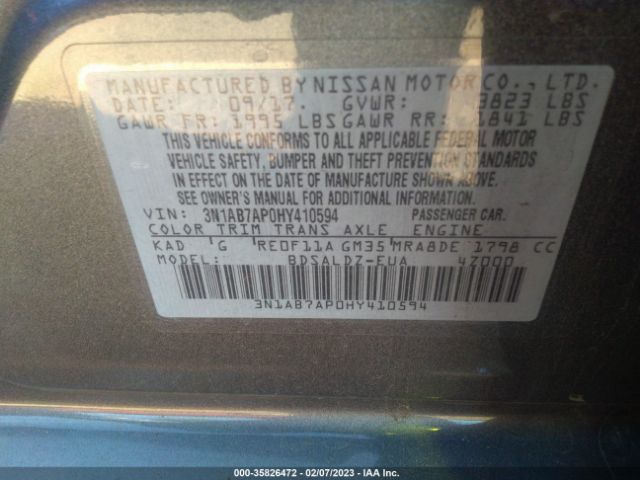 MANUFACTURED BY NISSAN MOTOR CO., LTD.
DATE: 09/17. GVWR: 3823 LBS
GAWR FR: 1995 LBS GAWR RR: 1841 LBS
THIS VEHICLE CONFORMS TO ALL APPLICABLE FEDERAL MOTOR
VEHICLE SAFETY, BUMPER AND THEFT PREVENTION STANDARDS
IN EFFECT ON THE DATE OF MANUFACTURE SHOWN ABOVE.
SEE OWNER'S MANUAL FOR ADDITIONAL INFORMATION.
VIN: 3N1AB7AP0HY410594 PASSENGER CAR.
COLOR TRIM TRANS AXLE ENGINE
KAD G RE0F11A GM35 MRA8DE 1798 CC
MODEL: BDSALDZ-EUA 4Z000
3N1AB7AP0HY410594
000-35826472 — 02/07/2023 — IAA Inc.